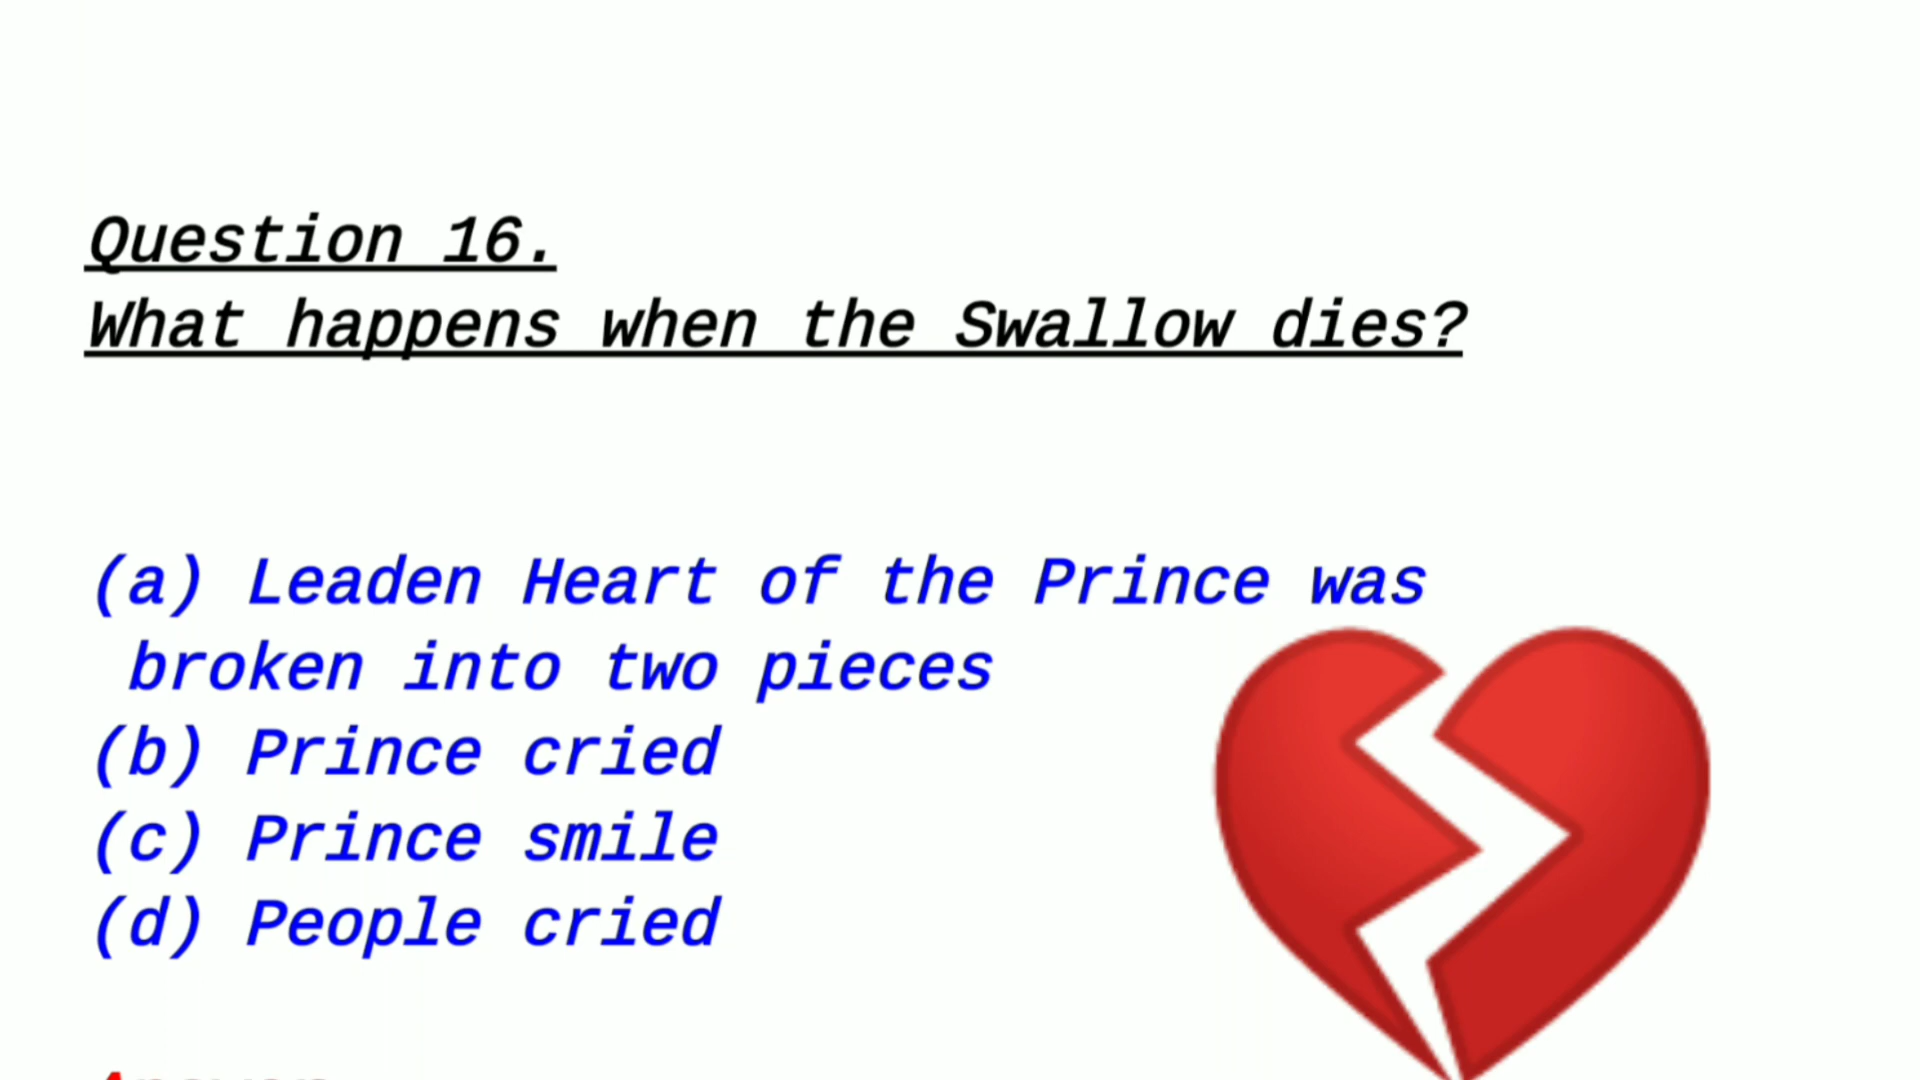 Question 16.
What happens when the Swallow dies?
(a) Leaden Heart of the Prince was
broken into two pieces
(b) Prince cried
(c) Prince smile
(d) People cried